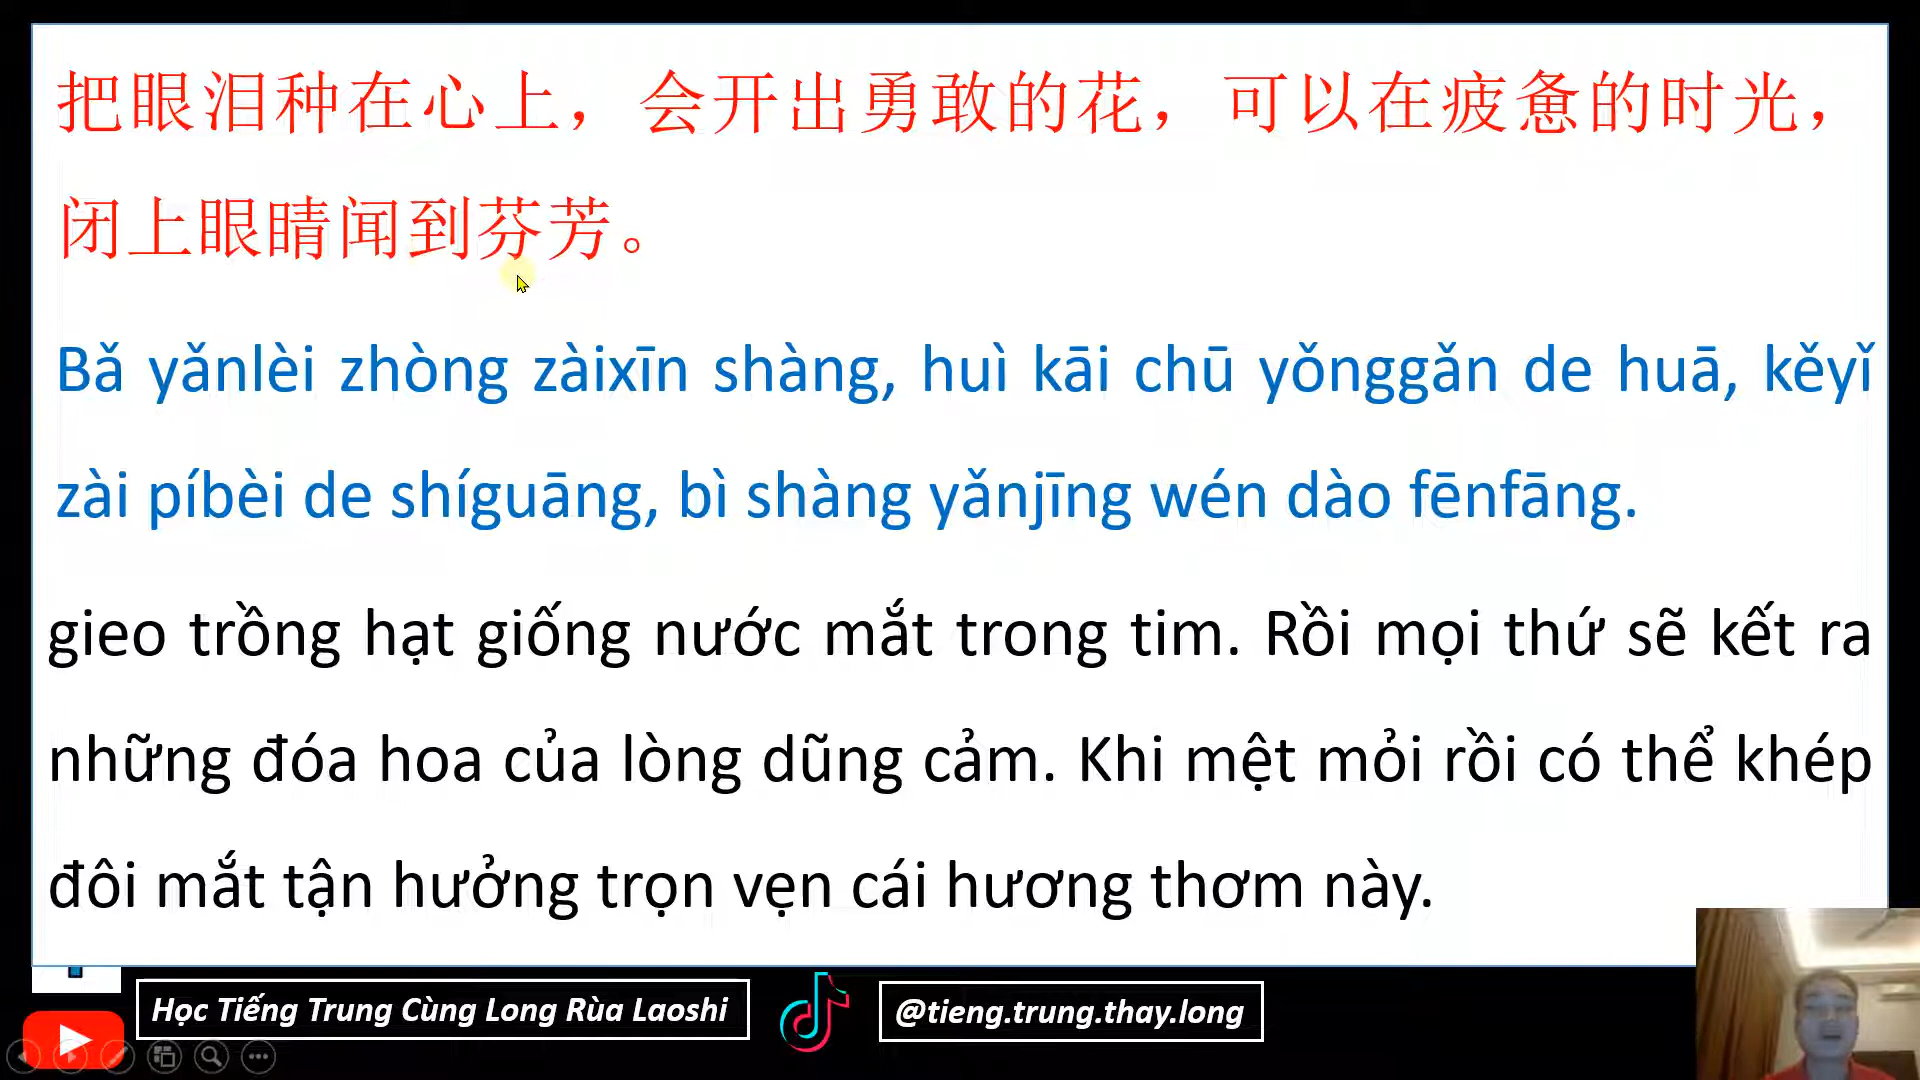 把眼泪种在心上，会开出勇敢的花，可以在疲惫的时光，
闭上眼睛闻到芬芳。
Bǎ yǎnlèi zhòng zàixīn shàng, huì kāi chū yǒnggǎn de huā, kěyǐ
zài píbèi de shíguāng, bì shàng yǎnjīng wén dào fēnfāng.
gieo trồng hạt giống nước mắt trong tim. Rồi mọi thứ sẽ kết ra
những đóa hoa của lòng dũng cảm. Khi mệt mỏi rồi có thể khép
đôi mắt tận hưởng trọn vẹn cái hương thơm này.
Học Tiếng Trung Cùng Long Rùa Laoshi
@tieng.trung.thay.long